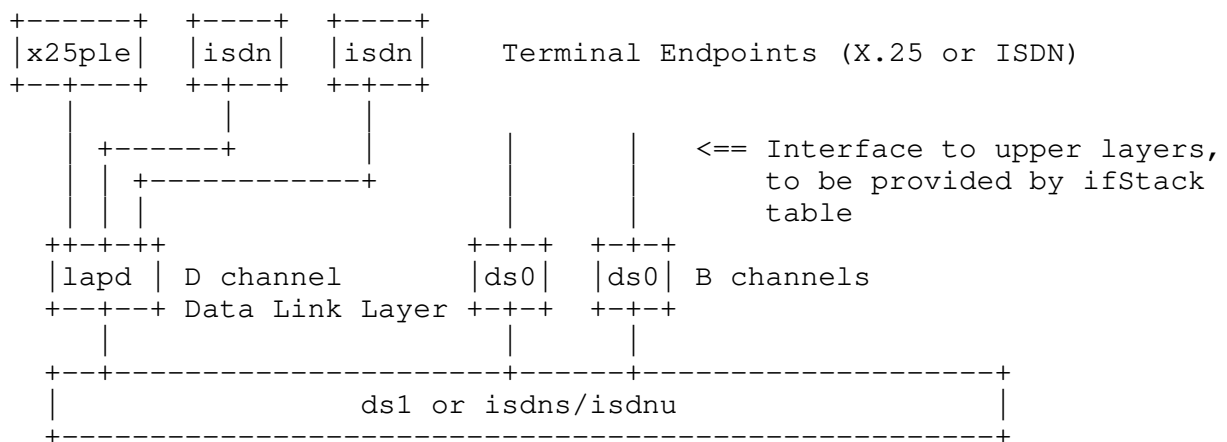 x25ple isdn isdn Terminal Endpoints (X.25 or ISDN)
<== Interface to upper layers,
to be provided by ifStack
table
lapd D channel ds0 ds0 B channels
Data Link Layer
ds1 or isdns/isdnu